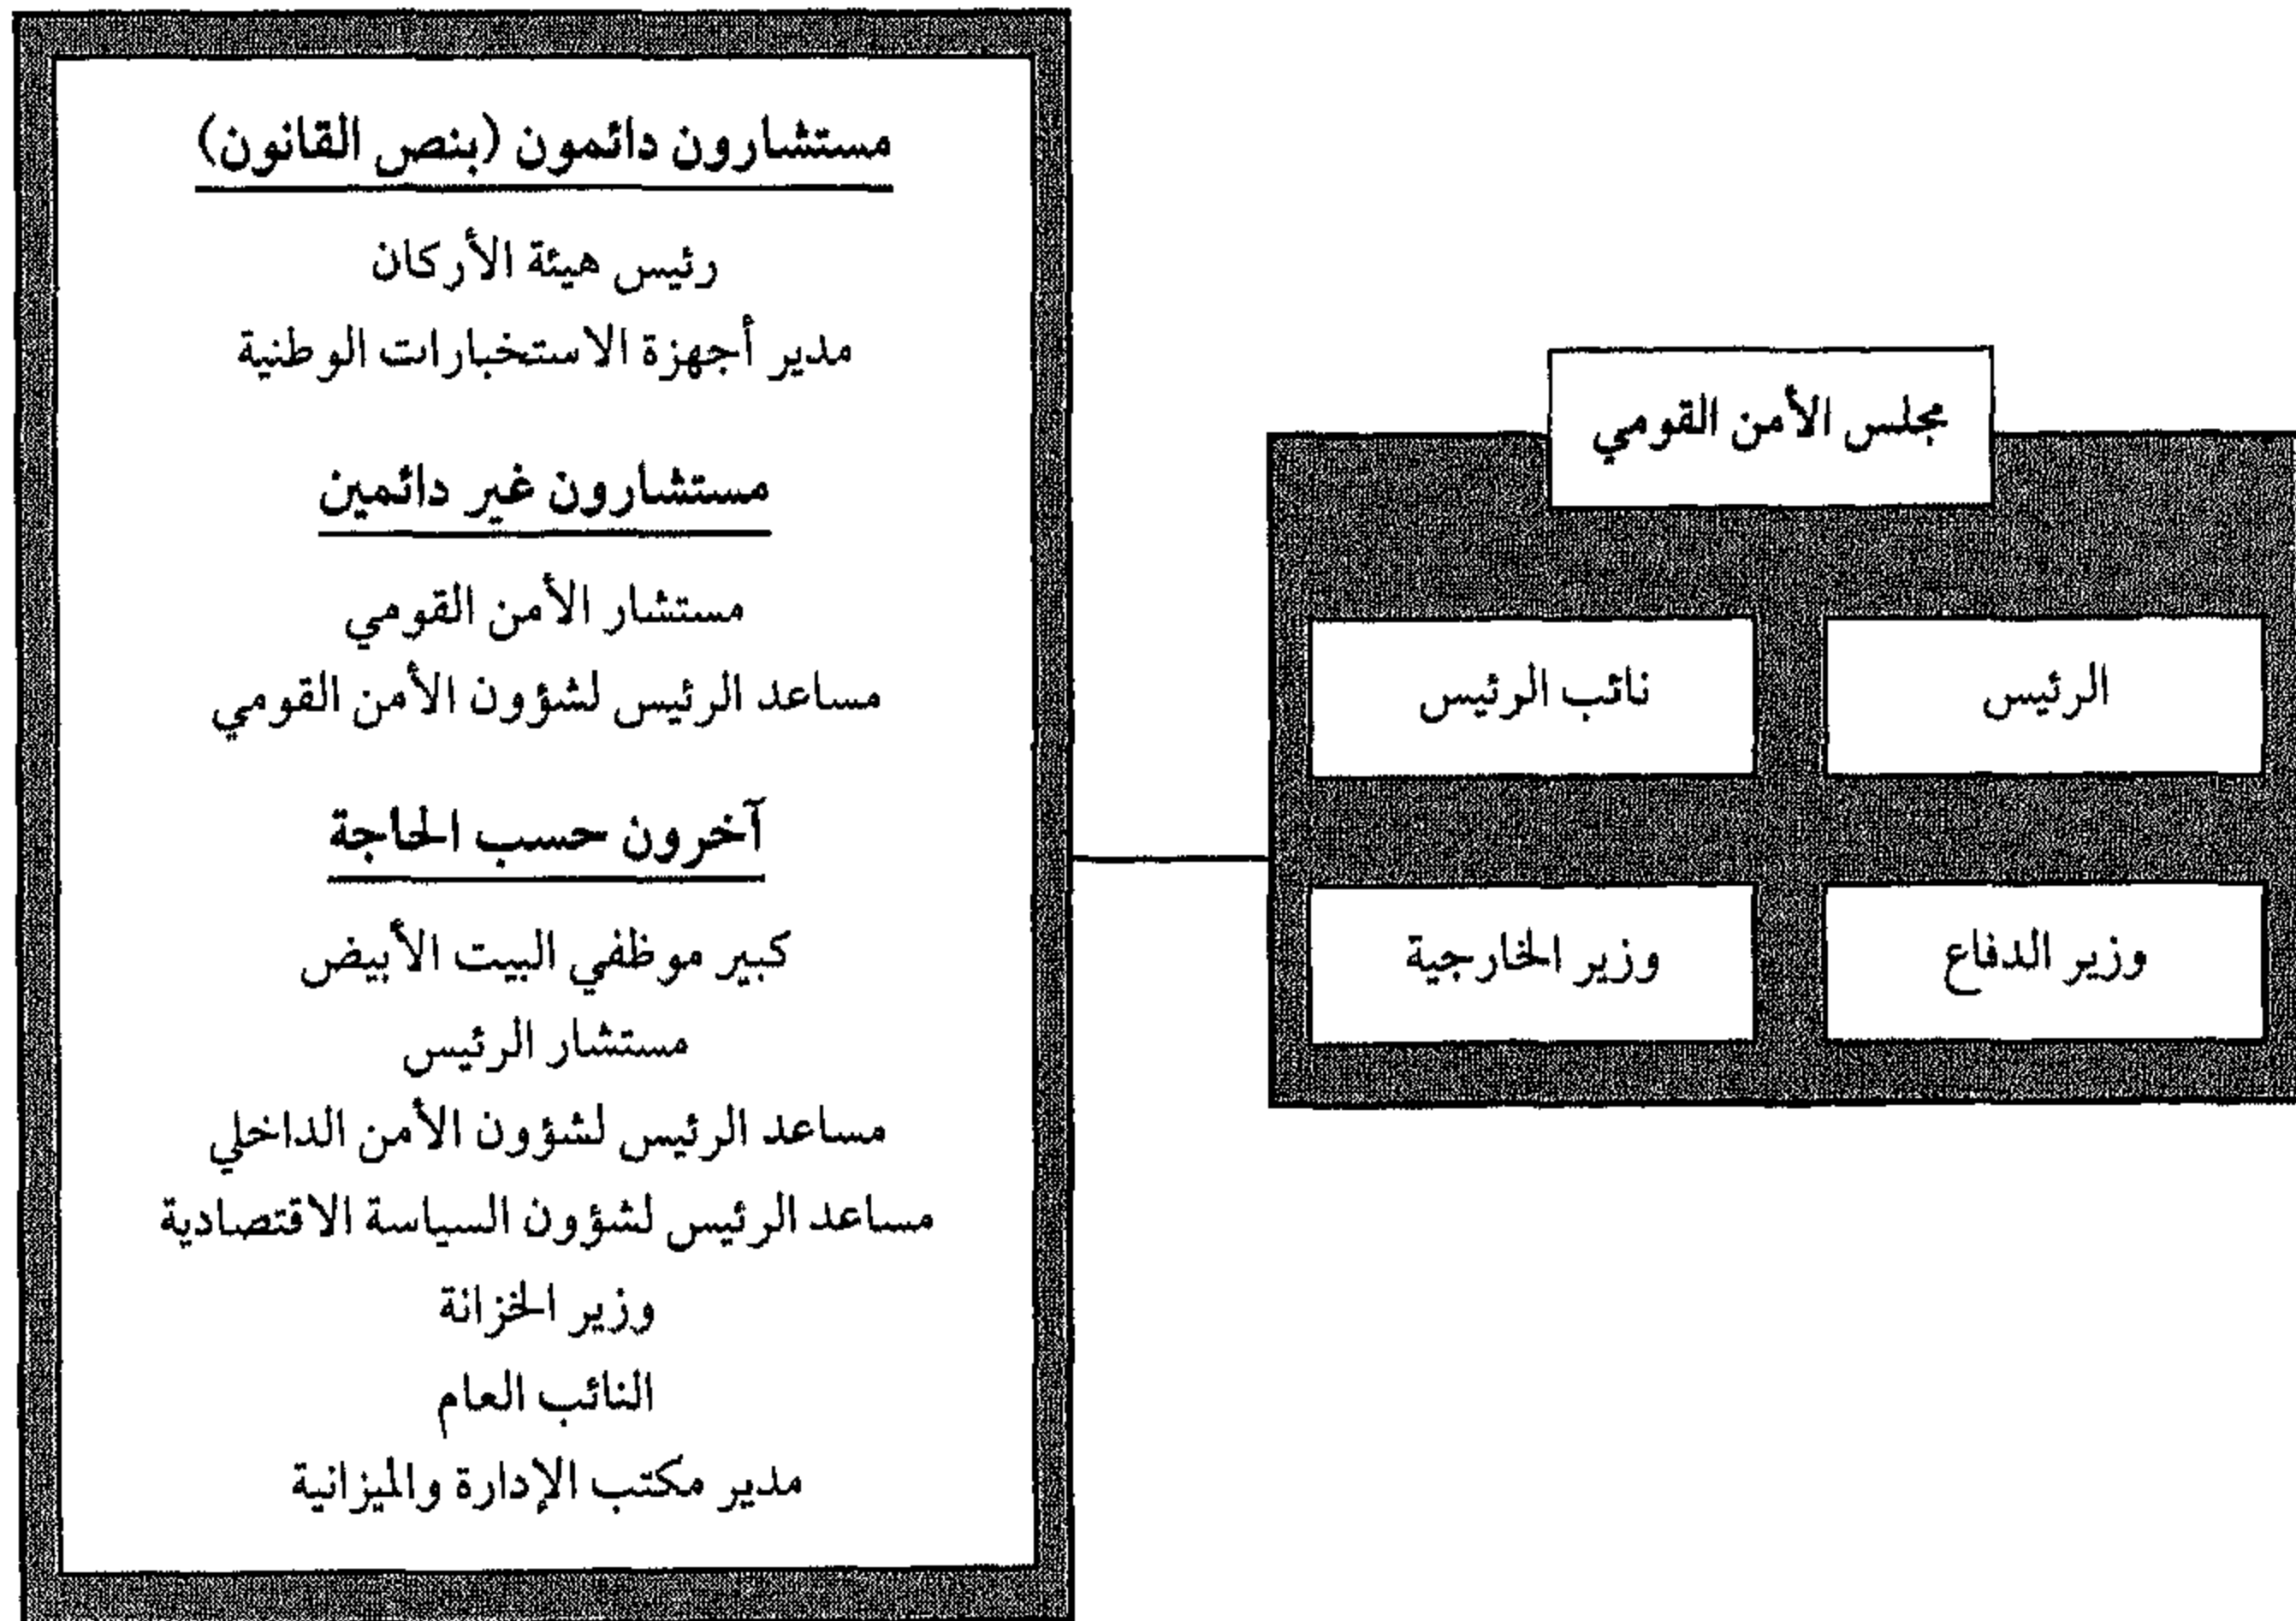 مجلس الأمن القومي
الرئيس
نائب الرئيس
وزير الدفاع
وزير الخارجية
مستشارون دائمون (بنص القانون)
رئيس هيئة الأركان
مدير أجهزة الاستخبارات الوطنية
مستشارون غير دائمين
مستشار الأمن القومي
مساعد الرئيس لشؤون الأمن القومي
آخرون حسب الحاجة
كبير موظفي البيت الأبيض
مستشار الرئيس
مساعد الرئيس لشؤون الأمن الداخلي
مساعد الرئيس لشؤون السياسة الاقتصادية
وزير الخزانة
النائب العام
مدير مكتب الإدارة والميزانية